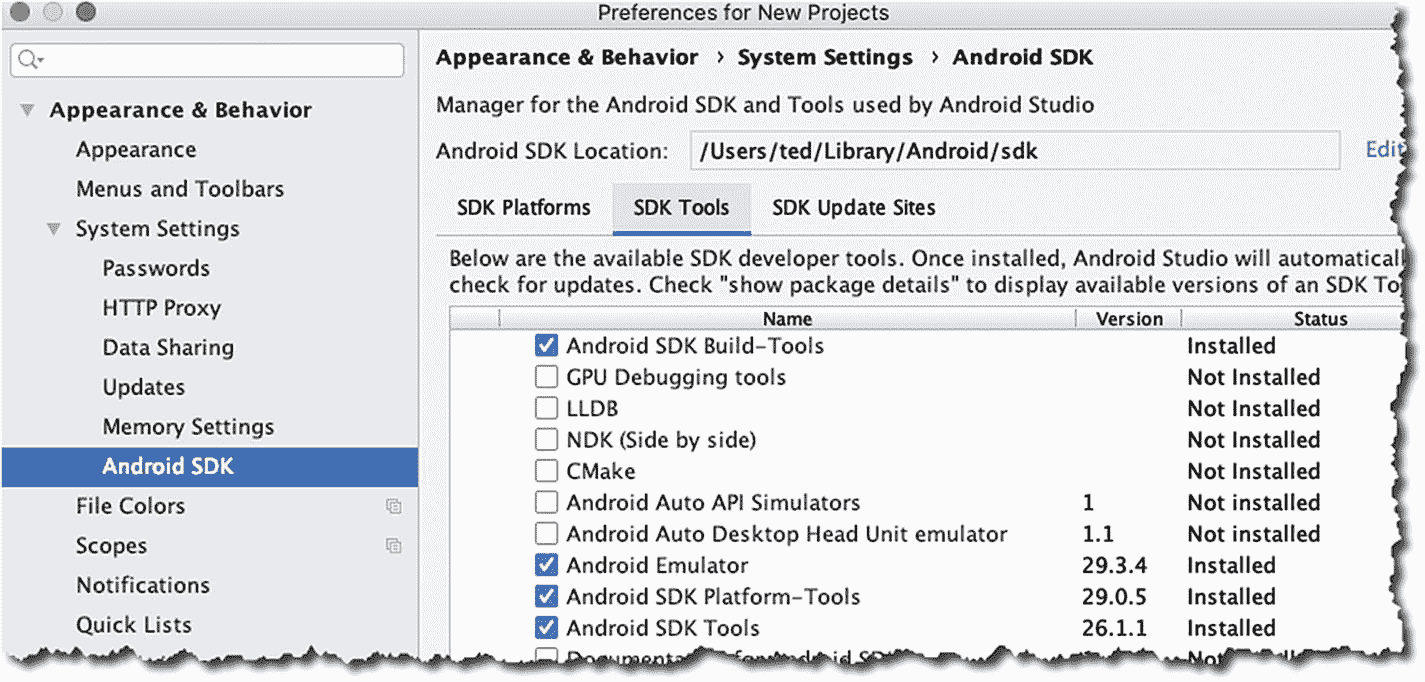 Preferences for New Projects
Appearance & Behavior
Appearance
Menus and Toolbars
System Settings
Passwords
HTTP Proxy
Data Sharing
Updates
Memory Settings
Android SDK
File Colors
Scopes
Notifications
Quick Lists
Appearance & Behavior › System Settings › Android SDK
Manager for the Android SDK and Tools used by Android Studio
Android SDK Location: /Users/ted/Library/Android/sdk Edit
SDK Platforms SDK Tools SDK Update Sites
Below are the available SDK developer tools. Once installed, Android Studio will automaticall
check for updates. Check "show package details" to display available versions of an SDK To
Name Version Status
Android SDK Build-Tools Installed
GPU Debugging tools Not Installed
LLDB Not Installed
NDK (Side by side) Not Installed
CMake Not Installed
Android Auto API Simulators 1 Not installed
Android Auto Desktop Head Unit emulator 1.1 Not installed
Android Emulator 29.3.4 Installed
Android SDK Platform-Tools 29.0.5 Installed
Android SDK Tools 26.1.1 Installed